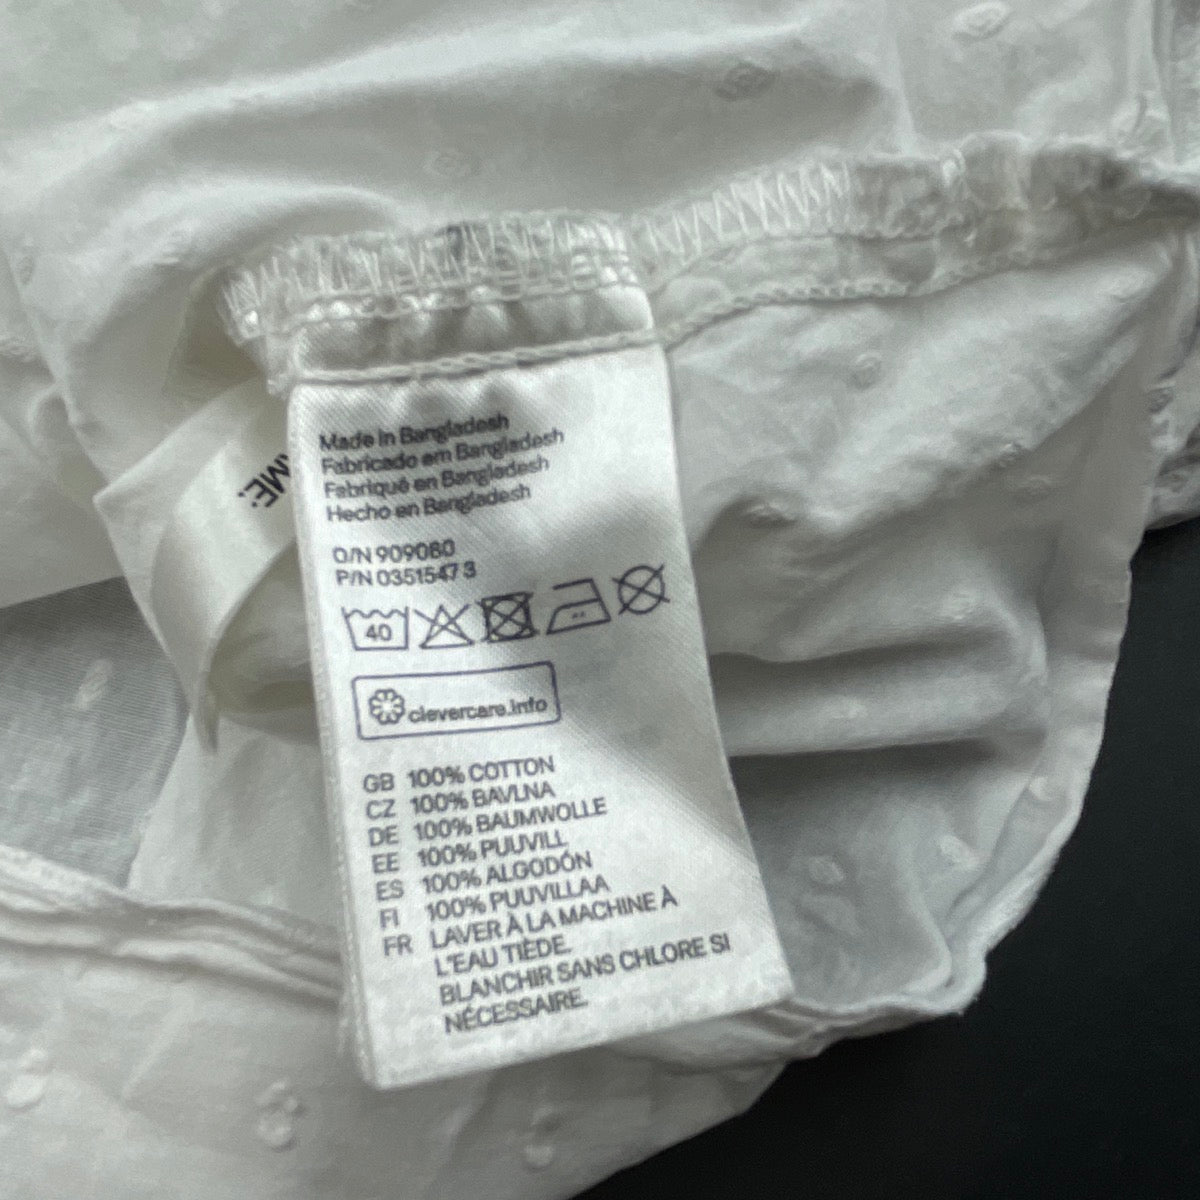 Made in Bangladesh
Fabricado em Bangladesh
Fabriqué en Bangladesh
Hecho en Bangladesh
O/N 909080
P/N 0351547 3
40
clevercare.info
GB 100% COTTON
CZ 100% BAVLNA
DE 100% BAUMWOLLE
EE 100% PUUVILL
ES 100% ALGODÓN
FI 100% PUUVILLAA
FR LAVER À LA MACHINE À
L'EAU TIÈDE.
BLANCHIR SANS CHLORE SI
NÉCESSAIRE.